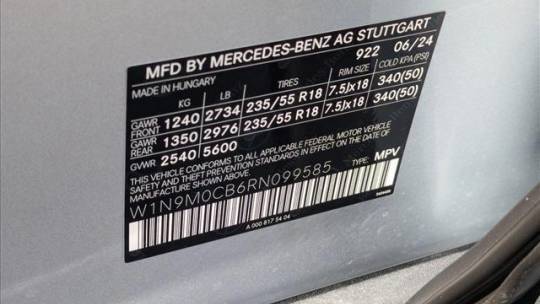 MFD BY MERCEDES-BENZ AG STUTTGART
MADE IN HUNGARY 922 06/24
KG LB TIRES RIM SIZE COLD KPA(PSI)
GAWR FRONT 1240 2734 235/55 R18 7.5Jx18 340(50)
GAWR REAR 1350 2976 235/55 R18 7.5Jx18 340(50)
GVWR 2540 5600
THIS VEHICLE CONFORMS TO ALL APPLICABLE FEDERAL MOTOR VEHICLE
SAFETY AND THEFT PREVENTION STANDARDS IN EFFECT ON THE DATE OF
MANUFACTURE SHOWN ABOVE.
W1N9M0CB6RN099585 TYPE: MPV
A 000 817 54 04